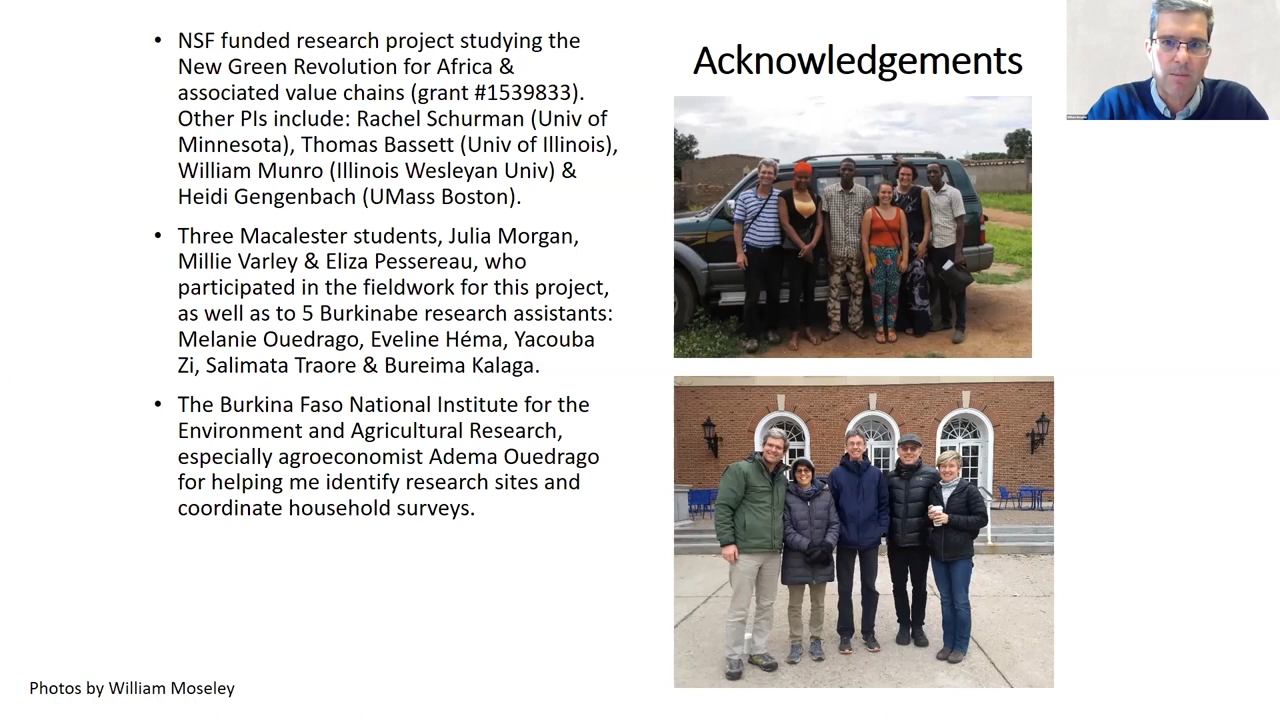 Acknowledgements
• NSF funded research project studying the
New Green Revolution for Africa &
associated value chains (grant #1539833).
Other PIs include: Rachel Schurman (Univ of
Minnesota), Thomas Bassett (Univ of Illinois),
William Munro (Illinois Wesleyan Univ) &
Heidi Gengenbach (UMass Boston).
• Three Macalester students, Julia Morgan,
Millie Varley & Eliza Pessereau, who
participated in the fieldwork for this project,
as well as to 5 Burkinabe research assistants:
Melanie Ouedrago, Eveline Héma, Yacouba
Zi, Salimata Traore & Bureima Kalaga.
• The Burkina Faso National Institute for the
Environment and Agricultural Research,
especially agroeconomist Adema Ouedrago
for helping me identify research sites and
coordinate household surveys.
Photos by William Moseley